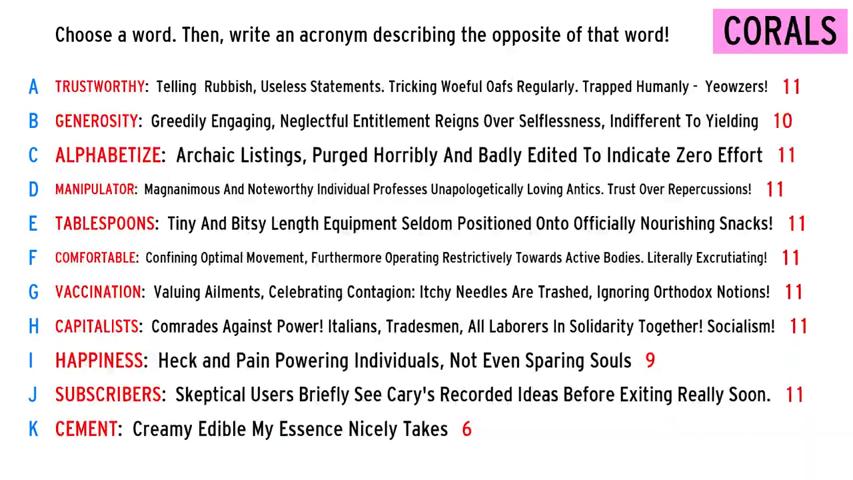 Choose a word. Then, write an acronym describing the opposite of that word!
CORALS
A TRUSTWORTHY: Telling Rubbish, Useless Statements. Tricking Woeful Oafs Regularly. Trapped Humanly - Yeowzers! 11
B GENEROSITY: Greedily Engaging, Neglectful Entitlement Reigns Over Selflessness, Indifferent To Yielding 10
C ALPHABETIZE: Archaic Listings, Purged Horribly And Badly Edited To Indicate Zero Effort 11
D MANIPULATOR: Magnanimous And Noteworthy Individual Professes Unapologetically Loving Antics. Trust Over Repercussions! 11
E TABLESPOONS: Tiny And Bitsy Length Equipment Seldom Positioned Onto Officially Nourishing Snacks! 11
F COMFORTABLE: Confining Optimal Movement, Furthermore Operating Restrictively Towards Active Bodies. Literally Excrutiating! 11
G VACCINATION: Valuing Ailments, Celebrating Contagion: Itchy Needles Are Trashed, Ignoring Orthodox Notions! 11
H CAPITALISTS: Comrades Against Power! Italians, Tradesmen, All Laborers In Solidarity Together! Socialism! 11
I HAPPINESS: Heck and Pain Powering Individuals, Not Even Sparing Souls 9
J SUBSCRIBERS: Skeptical Users Briefly See Cary's Recorded Ideas Before Exiting Really Soon. 11
K CEMENT: Creamy Edible My Essence Nicely Takes 6